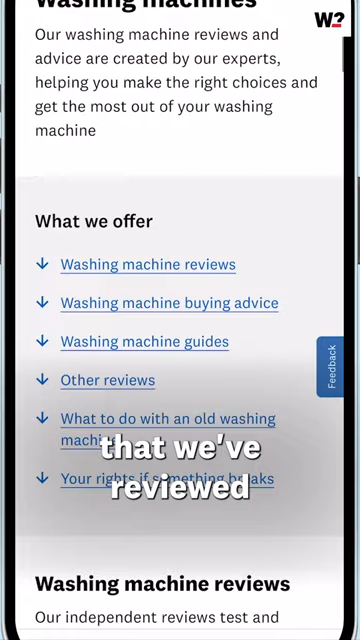 Washing machines
W?
Our washing machine reviews and
advice are created by our experts,
helping you make the right choices and
get the most out of your washing
machine
What we offer
Washing machine reviews
Washing machine buying advice
Washing machine guides
Feedback
Other reviews
What to do with an old washing
machine
that we've
Your rights if something breaks
reviewed
Washing machine reviews
Our independent reviews test and